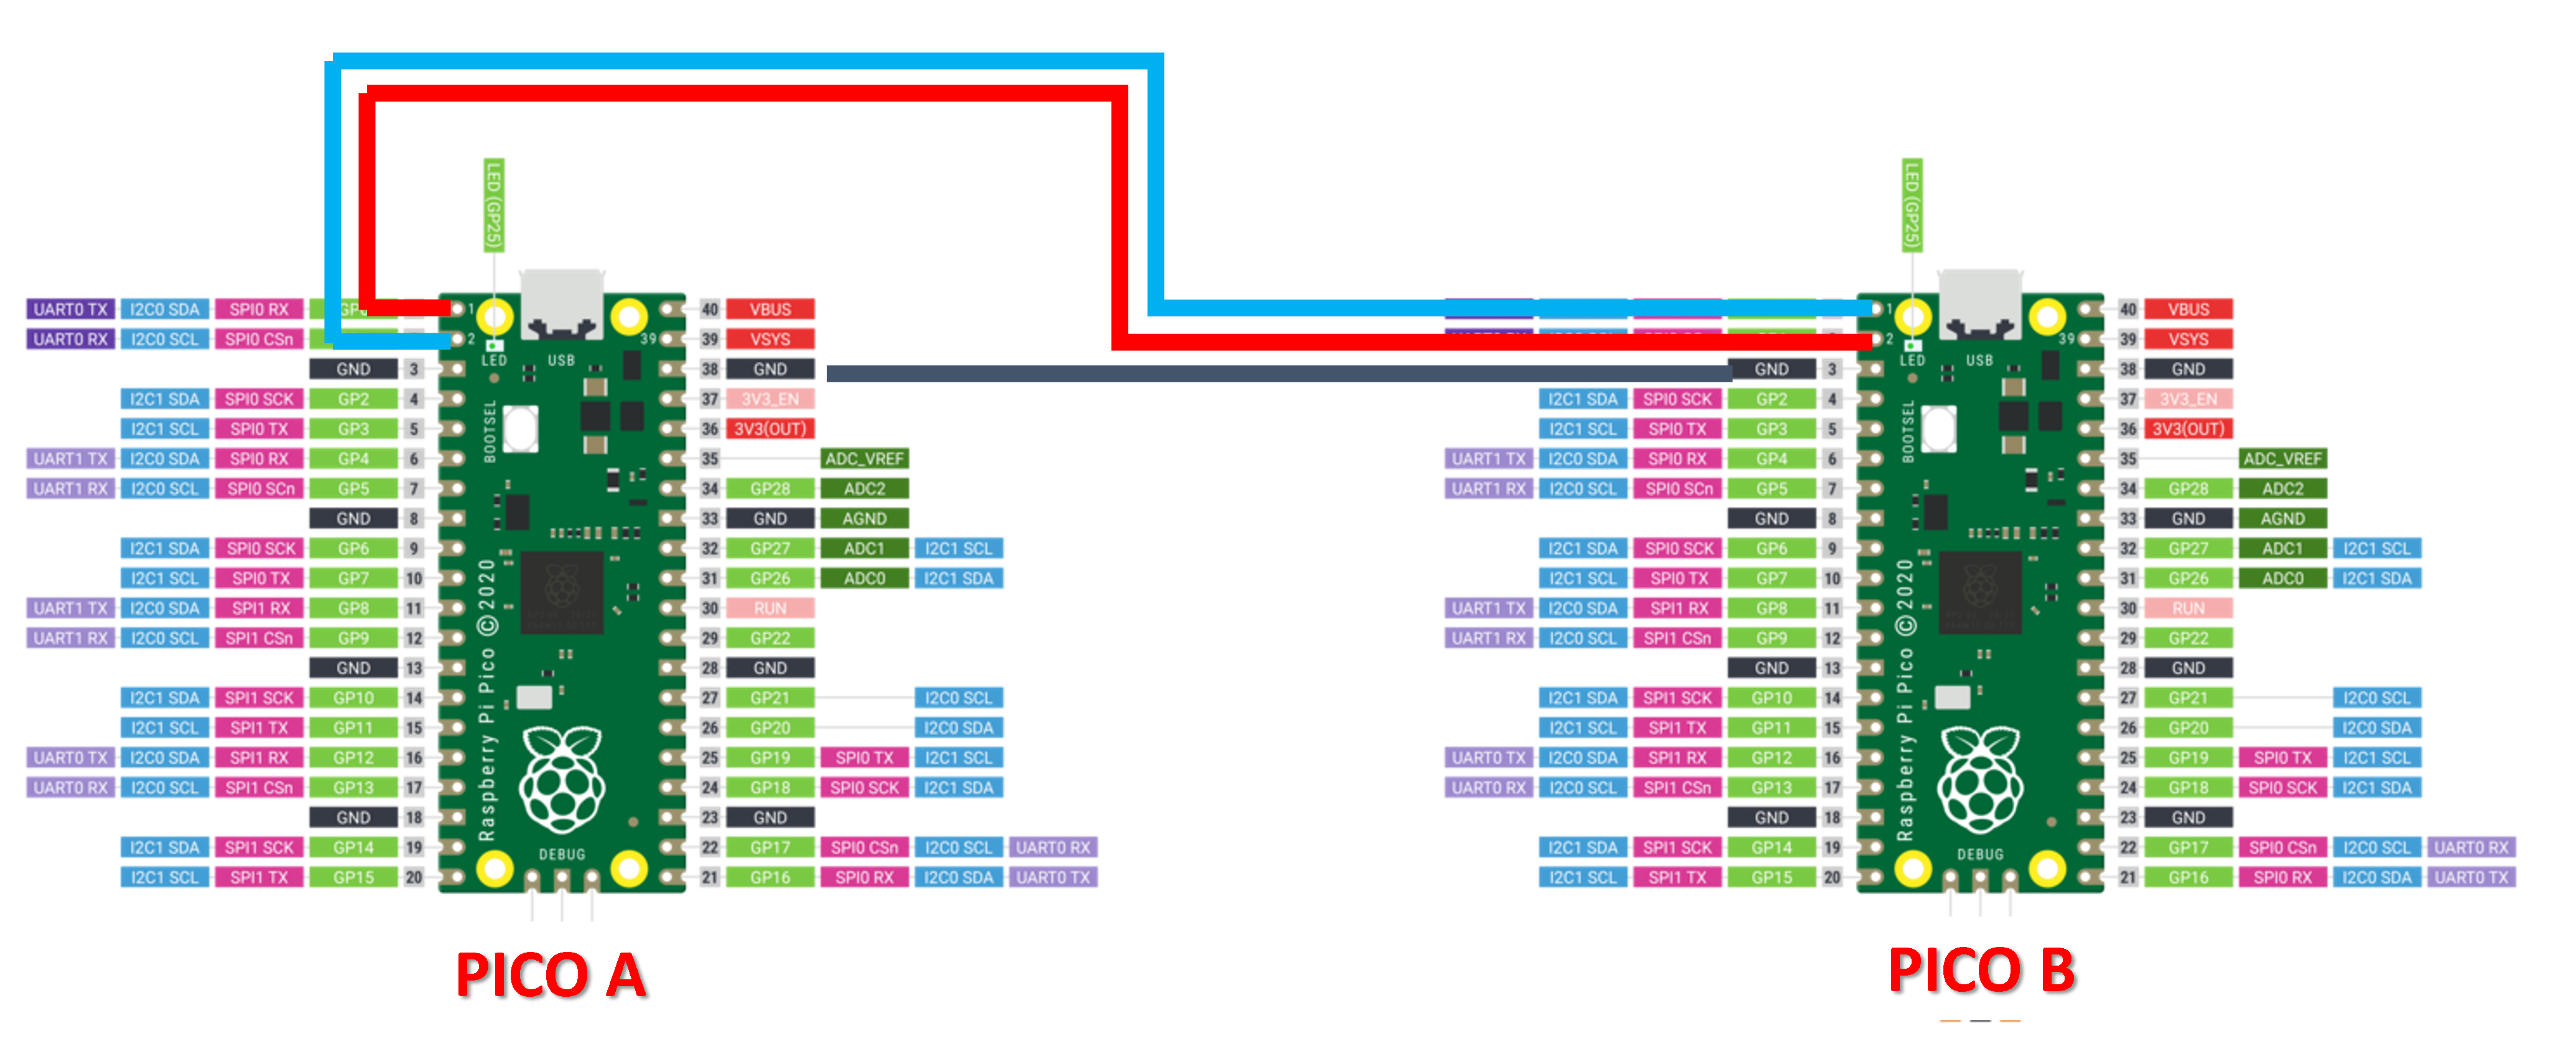 LED (GP25)
LED (GP25)
UART0 TX I2C0 SDA SPI0 RX 1 40 VBUS 1 40 VBUS
UART0 RX I2C0 SCL SPI0 CSn 2 39 39 VSYS 2 39 39 VSYS
LED USB LED USB
GND 3 38 GND GND 3 38 GND
I2C1 SDA SPI0 SCK GP2 4 37 3V3_EN I2C1 SDA SPI0 SCK GP2 4 37 3V3_EN
I2C1 SCL SPI0 TX GP3 5 BOOTSEL 36 3V3(OUT) I2C1 SCL SPI0 TX GP3 5 BOOTSEL 36 3V3(OUT)
UART1 TX I2C0 SDA SPI0 RX GP4 6 35 ADC_VREF UART1 TX I2C0 SDA SPI0 RX GP4 6 35 ADC_VREF
UART1 RX I2C0 SCL SPI0 SCn GP5 7 34 GP28 ADC2 UART1 RX I2C0 SCL SPI0 SCn GP5 7 34 GP28 ADC2
GND 8 33 GND AGND GND 8 33 GND AGND
I2C1 SDA SPI0 SCK GP6 9 32 GP27 ADC1 I2C1 SCL I2C1 SDA SPI0 SCK GP6 9 32 GP27 ADC1 I2C1 SCL
I2C1 SCL SPI0 TX GP7 10 31 GP26 ADC0 I2C1 SDA I2C1 SCL SPI0 TX GP7 10 31 GP26 ADC0 I2C1 SDA
UART1 TX I2C0 SDA SPI1 RX GP8 11 30 RUN UART1 TX I2C0 SDA SPI1 RX GP8 11 30 RUN
UART1 RX I2C0 SCL SPI1 CSn GP9 12 29 GP22 UART1 RX I2C0 SCL SPI1 CSn GP9 12 29 GP22
GND 13 28 GND GND 13 28 GND
I2C1 SDA SPI1 SCK GP10 14 27 GP21 I2C0 SCL I2C1 SDA SPI1 SCK GP10 14 27 GP21 I2C0 SCL
I2C1 SCL SPI1 TX GP11 15 26 GP20 I2C0 SDA I2C1 SCL SPI1 TX GP11 15 26 GP20 I2C0 SDA
UART0 TX I2C0 SDA SPI1 RX GP12 16 25 GP19 SPI0 TX I2C1 SCL UART0 TX I2C0 SDA SPI1 RX GP12 16 25 GP19 SPI0 TX I2C1 SCL
UART0 RX I2C0 SCL SPI1 CSn GP13 17 24 GP18 SPI0 SCK I2C1 SDA UART0 RX I2C0 SCL SPI1 CSn GP13 17 24 GP18 SPI0 SCK I2C1 SDA
GND 18 23 GND GND 18 23 GND
I2C1 SDA SPI1 SCK GP14 19 22 GP17 SPI0 CSn I2C0 SCL UART0 RX I2C1 SDA SPI1 SCK GP14 19 22 GP17 SPI0 CSn I2C0 SCL UART0 RX
I2C1 SCL SPI1 TX GP15 20 21 GP16 SPI0 RX I2C0 SDA UART0 TX I2C1 SCL SPI1 TX GP15 20 21 GP16 SPI0 RX I2C0 SDA UART0 TX
Raspberry Pi Pico ©2020
Raspberry Pi Pico ©2020
DEBUG DEBUG
PICO A PICO B